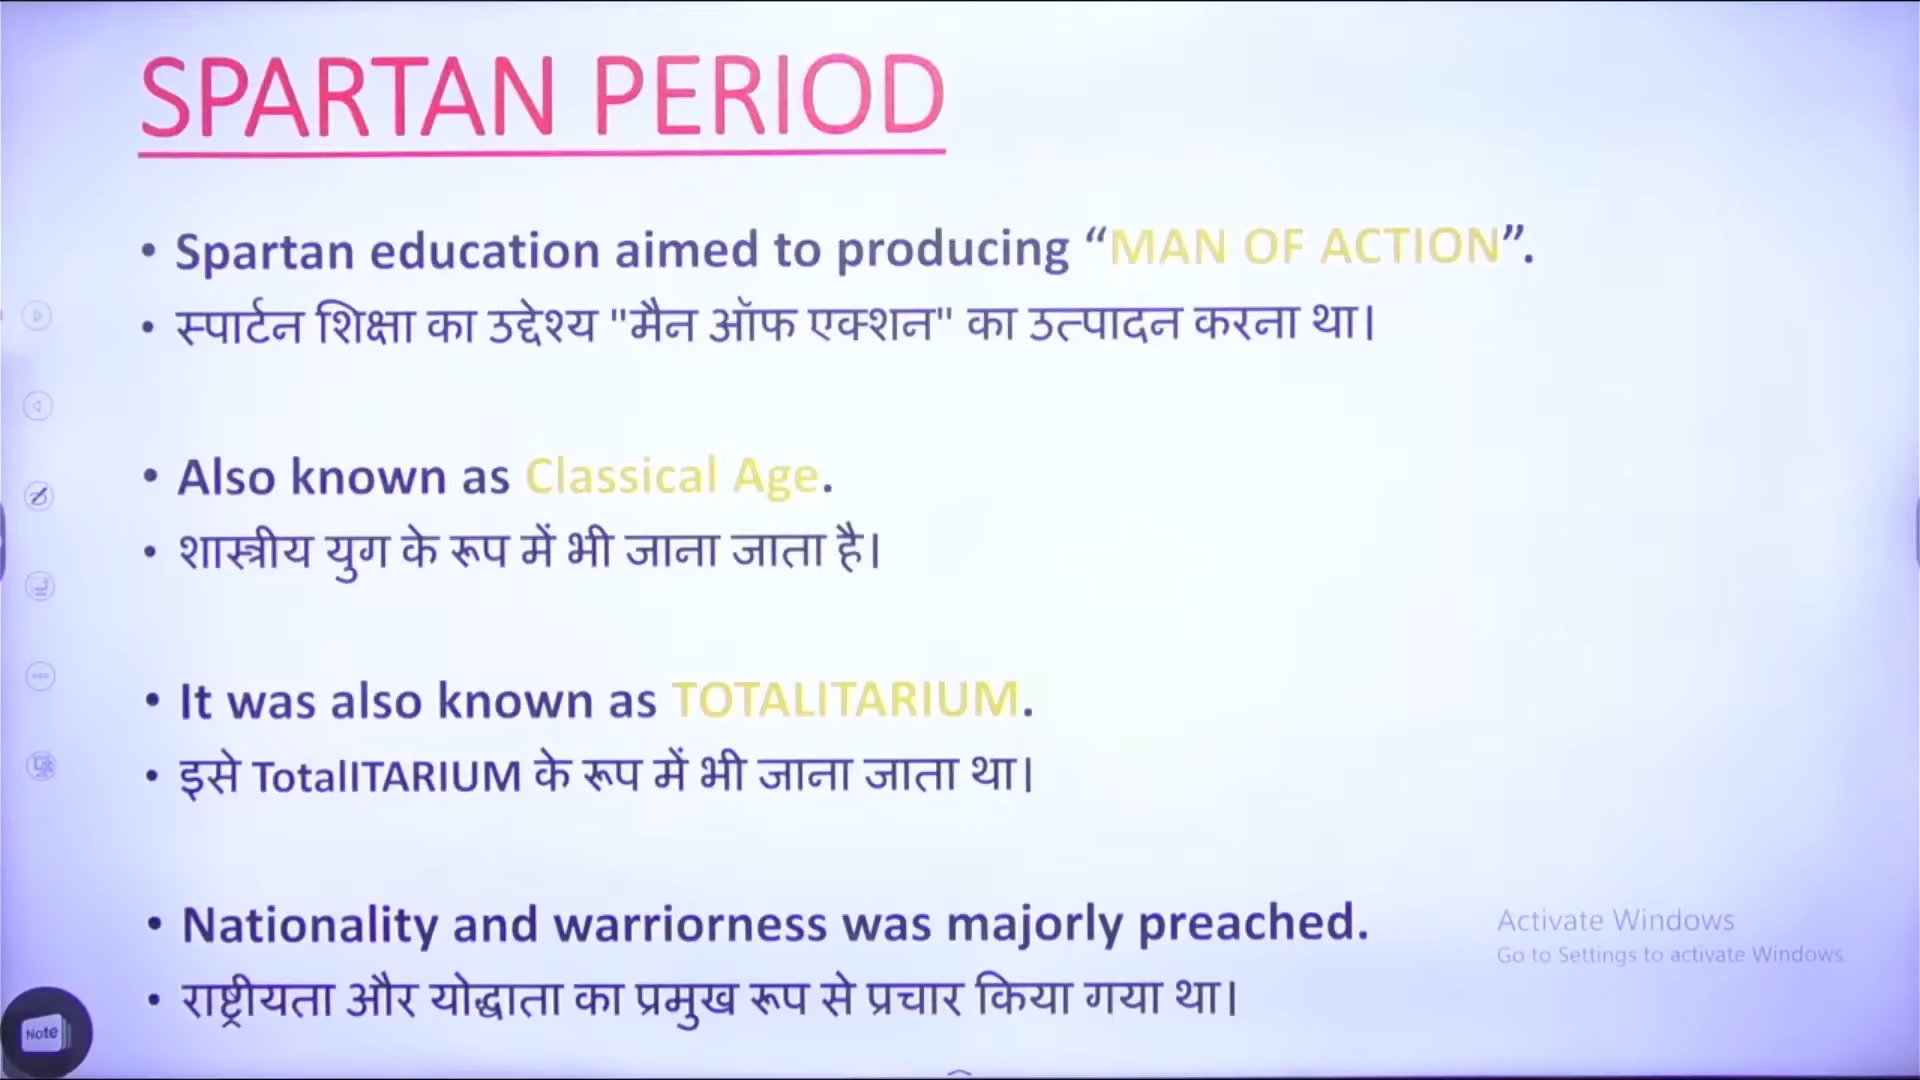 SPARTAN PERIOD
• Spartan education aimed to producing “MAN OF ACTION”.
• स्पार्टन शिक्षा का उद्देश्य "मैन ऑफ एक्शन" का उत्पादन करना था।
• Also known as Classical Age.
• शास्त्रीय युग के रूप में भी जाना जाता है।
• It was also known as TOTALITARIUM.
• इसे TotalITARIUM के रूप में भी जाना जाता था।
• Nationality and warriorness was majorly preached.
• राष्ट्रीयता और योद्धाता का प्रमुख रूप से प्रचार किया गया था।
Activate Windows
Go to Settings to activate Windows.
Note